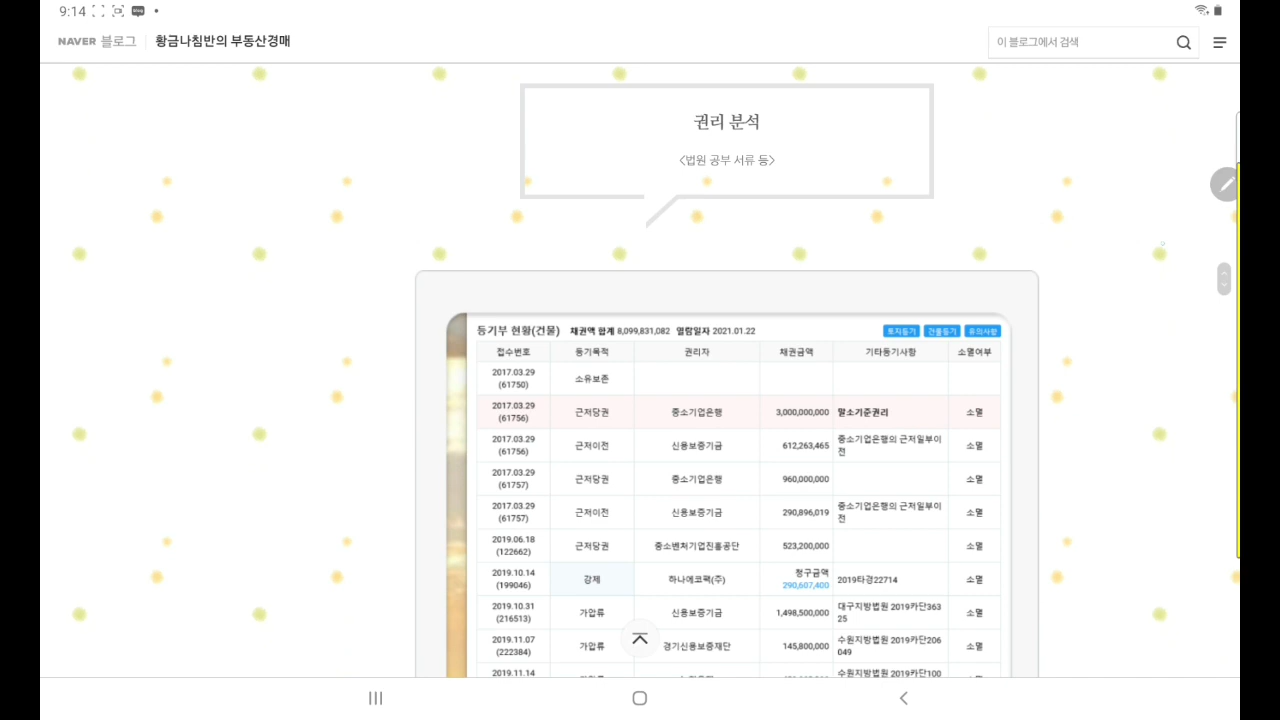 9:14
NAVER 블로그 황금나침반의 부동산경매
이 블로그에서 검색
권리 분석
<법원 공부 서류 등>
등기부 현황(건물) 채권액 합계 8,099,831,082 열람일자 2021.01.22 토지등기 건물등기 유의사항
접수번호 등기목적 권리자 채권금액 기타등기사항 소멸여부
2017.03.29
(61750) 소유보존
2017.03.29
(61756) 근저당권 중소기업은행 3,000,000,000 말소기준권리 소멸
2017.03.29
(61756) 근저이전 신용보증기금 612,263,465 중소기업은행의 근저일부이
전 소멸
2017.03.29
(61757) 근저당권 중소기업은행 960,000,000 소멸
2017.03.29
(61757) 근저이전 신용보증기금 290,896,019 중소기업은행의 근저일부이
전 소멸
2019.06.18
(122662) 근저당권 중소벤처기업진흥공단 523,200,000 소멸
2019.10.14
(199046) 강제 하나에코팩(주) 청구금액
290,607,400 2019타경22714 소멸
2019.10.31
(216513) 가압류 신용보증기금 1,498,500,000 대구지방법원 2019카단363
25 소멸
2019.11.07
(222384) 가압류 경기신용보증재단 145,800,000 수원지방법원 2019카단206
049 소멸
2019.11.14 수원지방법원 2019카단100